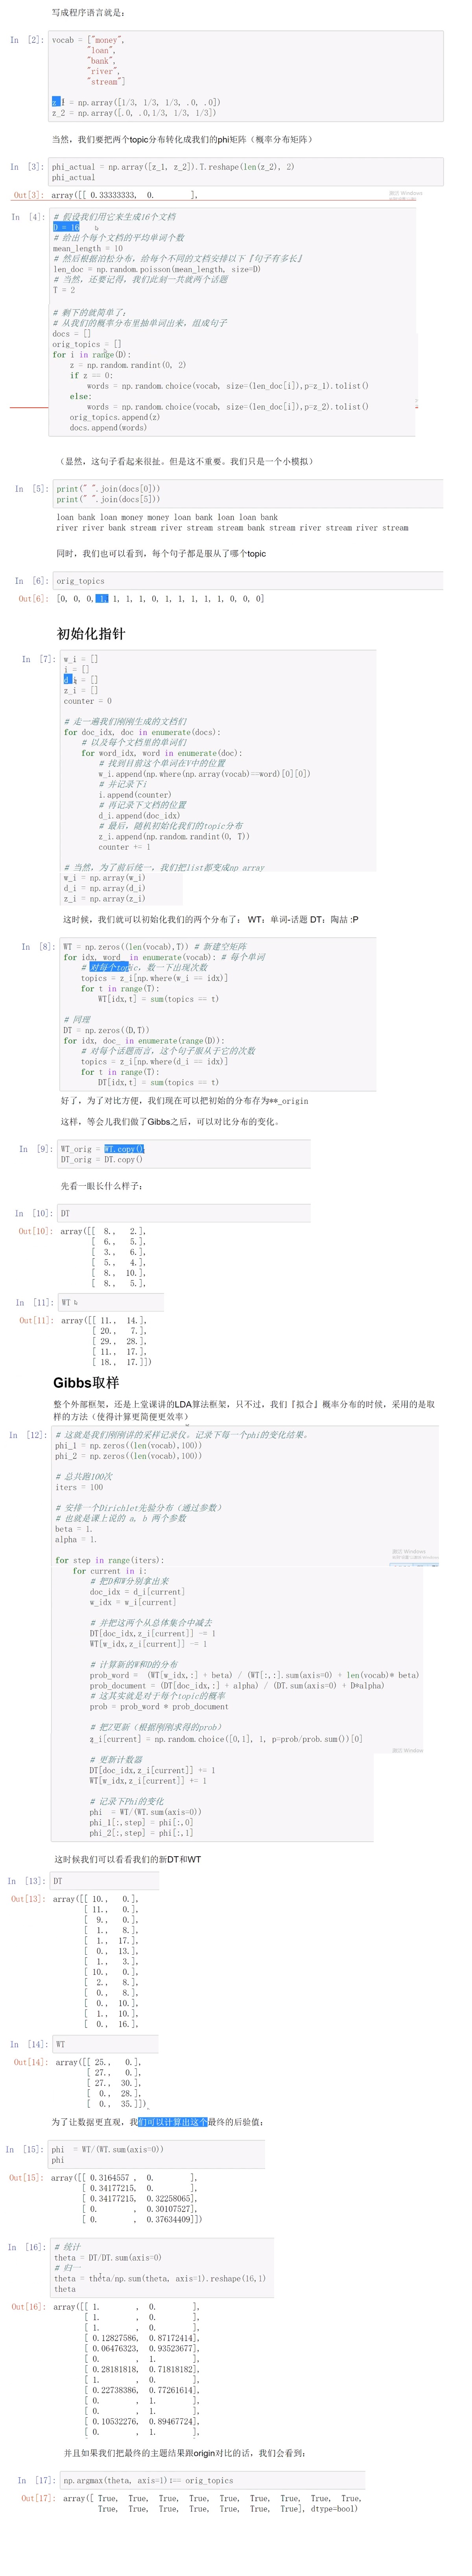 写成程序语言就是：
In [2]:
vocab = ["money",
"loan",
"bank",
"river",
"stream"]
z_1 = np.array([1/3, 1/3, 1/3, .0, .0])
z_2 = np.array([.0, .0,1/3, 1/3, 1/3])
当然，我们要把两个topic分布转化成我们的phi矩阵（概率分布矩阵）
In [3]:
phi_actual = np.array([z_1, z_2]).T.reshape(len(z_2), 2)
phi_actual
Out[3]: array([[ 0.33333333, 0. ],
激活 Windows
In [4]:
# 假设我们用它来生成16个文档
D = 16
# 给出个每个文档的平均单词个数
mean_length = 10
# 然后根据泊松分布，给每个不同的文档安排以下『句子有多长』
len_doc = np.random.poisson(mean_length, size=D)
# 当然，还要记得，我们此刻一共就两个话题
T = 2
# 剩下的就简单了：
# 从我们的概率分布里抽单词出来，组成句子
docs = []
orig_topics = []
for i in range(D):
z = np.random.randint(0, 2)
if z == 0:
words = np.random.choice(vocab, size=(len_doc[i]),p=z_1).tolist()
else:
words = np.random.choice(vocab, size=(len_doc[i]),p=z_2).tolist()
orig_topics.append(z)
docs.append(words)
（显然，这句子看起来很扯。但是这不重要。我们只是一个小模拟）
In [5]:
print(" ".join(docs[0]))
print(" ".join(docs[5]))
loan bank loan money money loan bank loan loan bank
river river bank stream river stream stream bank stream river stream river stream
同时，我们也可以看到，每个句子都是服从了哪个topic
In [6]: orig_topics
Out[6]: [0, 0, 0, 1, 1, 1, 1, 0, 1, 1, 1, 1, 1, 0, 0, 0]
初始化指针
In [7]:
w_i = []
i = []
d_i = []
z_i = []
counter = 0
# 走一遍我们刚刚生成的文档们
for doc_idx, doc in enumerate(docs):
# 以及每个文档里的单词们
for word_idx, word in enumerate(doc):
# 找到目前这个单词在V中的位置
w_i.append(np.where(np.array(vocab)==word)[0][0])
# 并记录下i
i.append(counter)
# 再记录下文档的位置
d_i.append(doc_idx)
# 最后，随机初始化我们的topic分布
z_i.append(np.random.randint(0, T))
counter += 1
# 当然，为了前后统一，我们把list都变成np array
w_i = np.array(w_i)
d_i = np.array(d_i)
z_i = np.array(z_i)
这时候，我们就可以初始化我们的两个分布了： WT：单词-话题 DT：陶喆 :P
In [8]:
WT = np.zeros((len(vocab),T)) # 新建空矩阵
for idx, word_ in enumerate(vocab): # 每个单词
# 对每个topic，数一下出现次数
topics = z_i[np.where(w_i == idx)]
for t in range(T):
WT[idx,t] = sum(topics == t)
# 同理
DT = np.zeros((D,T))
for idx, doc_ in enumerate(range(D)):
# 对每个话题而言，这个句子服从于它的次数
topics = z_i[np.where(d_i == idx)]
for t in range(T):
DT[idx,t] = sum(topics == t)
好了，为了对比方便，我们现在可以把初始的分布存为**_origin
这样，等会儿我们做了Gibbs之后，可以对比分布的变化。
In [9]:
WT_orig = WT.copy()
DT_orig = DT.copy()
先看一眼长什么样子：
In [10]: DT
Out[10]: array([[ 8., 2.],
[ 6., 5.],
[ 3., 6.],
[ 5., 4.],
[ 8., 10.],
[ 8., 5.],
In [11]: WT
Out[11]: array([[ 11., 14.],
[ 20., 7.],
[ 29., 28.],
[ 11., 17.],
[ 18., 17.]])
Gibbs取样
整个外部框架，还是上堂课讲的LDA算法框架，只不过，我们『拟合』概率分布的时候，采用的是取
样的方法（使得计算更简便更效率）
In [12]:
# 这就是我们刚刚讲的采样记录仪。记录下每一个phi的变化结果。
phi_1 = np.zeros((len(vocab),100))
phi_2 = np.zeros((len(vocab),100))
# 总共跑100次
iters = 100
# 安排一个Dirichlet先验分布（通过参数）
# 也就是课上说的 a, b 两个参数
beta = 1.
alpha = 1.
激活 Windows
for step in range(iters):
for current in i:
# 把D和W分别拿出来
doc_idx = d_i[current]
w_idx = w_i[current]
# 并把这两个从总体集合中减去
DT[doc_idx,z_i[current]] -= 1
WT[w_idx,z_i[current]] -= 1
# 计算新的W和D的分布
prob_word = (WT[w_idx,:] + beta) / (WT[:,:].sum(axis=0) + len(vocab)* beta)
prob_document = (DT[doc_idx,:] + alpha) / (DT.sum(axis=0) + D*alpha)
# 这其实就是对于每个topic的概率
prob = prob_word * prob_document
# 把Z更新（根据刚刚求得的prob）
z_i[current] = np.random.choice([0,1], 1, p=prob/prob.sum())[0]
激活 Window
# 更新计数器
DT[doc_idx,z_i[current]] += 1
WT[w_idx,z_i[current]] += 1
# 记录下Phi的变化
phi = WT/(WT.sum(axis=0))
phi_1[:,step] = phi[:,0]
phi_2[:,step] = phi[:,1]
这时候我们可以看看我们的新DT和WT
In [13]: DT
Out[13]: array([[ 10., 0.],
[ 11., 0.],
[ 9., 0.],
[ 1., 8.],
[ 1., 17.],
[ 0., 13.],
[ 1., 3.],
[ 10., 0.],
[ 2., 8.],
[ 0., 8.],
[ 0., 10.],
[ 1., 10.],
[ 0., 16.],
In [14]: WT
Out[14]: array([[ 25., 0.],
[ 27., 0.],
[ 27., 30.],
[ 0., 28.],
[ 0., 35.]])
为了让数据更直观，我们可以计算出这个最终的后验值：
In [15]:
phi = WT/(WT.sum(axis=0))
phi
Out[15]: array([[ 0.3164557 , 0. ],
[ 0.34177215, 0. ],
[ 0.34177215, 0.32258065],
[ 0. , 0.30107527],
[ 0. , 0.37634409]])
In [16]:
# 统计
theta = DT/DT.sum(axis=0)
# 归一
theta = theta/np.sum(theta, axis=1).reshape(16,1)
theta
Out[16]: array([[ 1. , 0. ],
[ 1. , 0. ],
[ 1. , 0. ],
[ 0.12827586, 0.87172414],
[ 0.06476323, 0.93523677],
[ 0. , 1. ],
[ 0.28181818, 0.71818182],
[ 1. , 0. ],
[ 0.22738386, 0.77261614],
[ 0. , 1. ],
[ 0. , 1. ],
[ 0.10532276, 0.89467724],
[ 0. , 1. ],
并且如果我们把最终的主题结果跟origin对比的话，我们会看到：
In [17]: np.argmax(theta, axis=1) == orig_topics
Out[17]: array([ True, True, True, True, True, True, True, True, True,
True, True, True, True, True, True, True], dtype=bool)